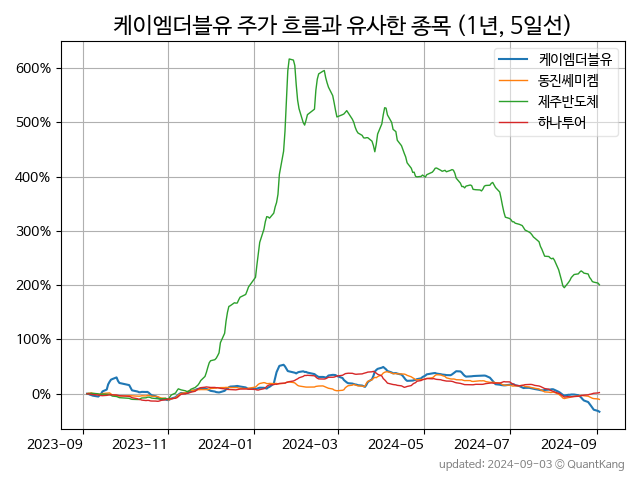 케이엠더블유 주가 흐름과 유사한 종목 (1년, 5일선)
케이엠더블유
동진쎄미켐
제주반도체
하나투어
600%
500%
400%
300%
200%
100%
0%
2023-09 2023-11 2024-01 2024-03 2024-05 2024-07 2024-09
updated: 2024-09-03 © QuantKang